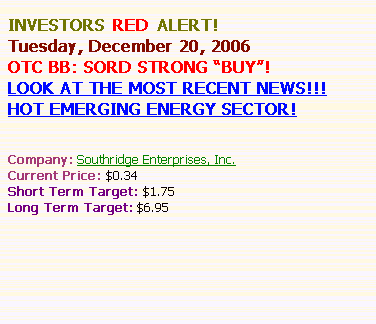 INVESTORS RED ALERT!
Tuesday, December 20, 2006
OTC BB: SORD STRONG “BUY”!
LOOK AT THE MOST RECENT NEWS!!!
HOT EMERGING ENERGY SECTOR!
Company: Southridge Enterprises, Inc.
Current Price: $0.34
Short Term Target: $1.75
Long Term Target: $6.95